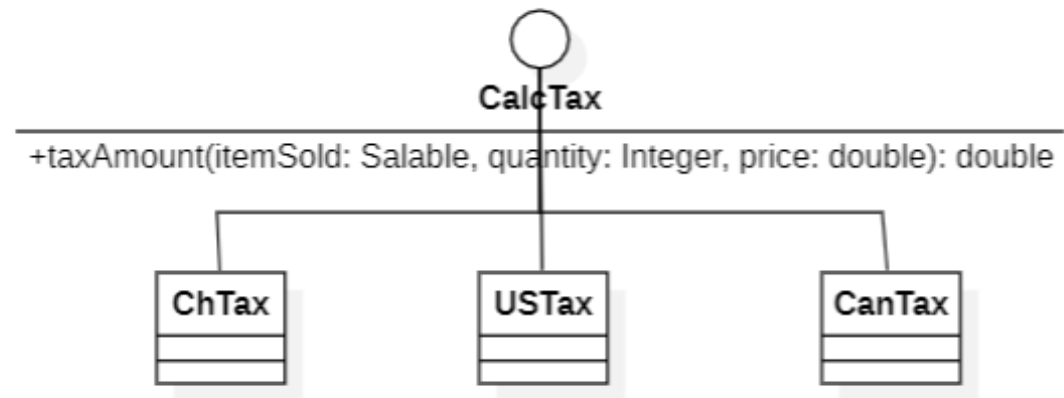 CalcTax
+taxAmount(itemSold: Salable, quantity: Integer, price: double): double
ChTax
USTax
CanTax